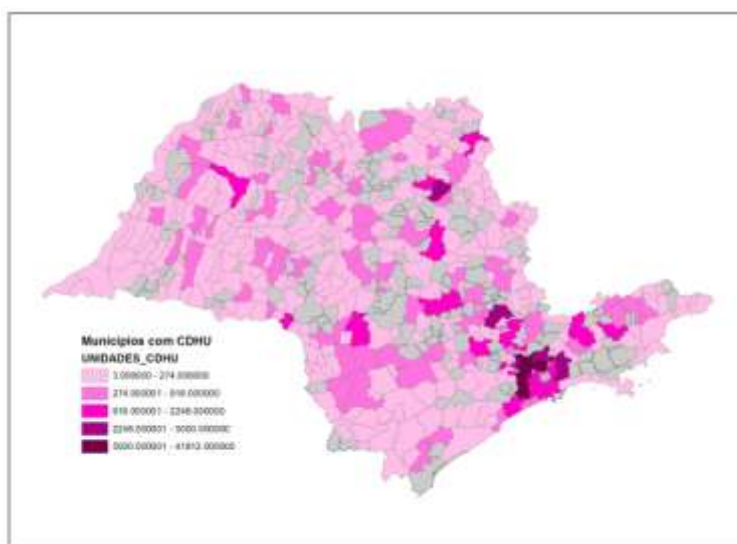 Municípios com CDHU
UNIDADES_CDHU
3.000000 - 274.000000
274.000001 - 818.000000
818.000001 - 2248.000000
2248.000001 - 5000.000000
5000.000001 - 41812.000000